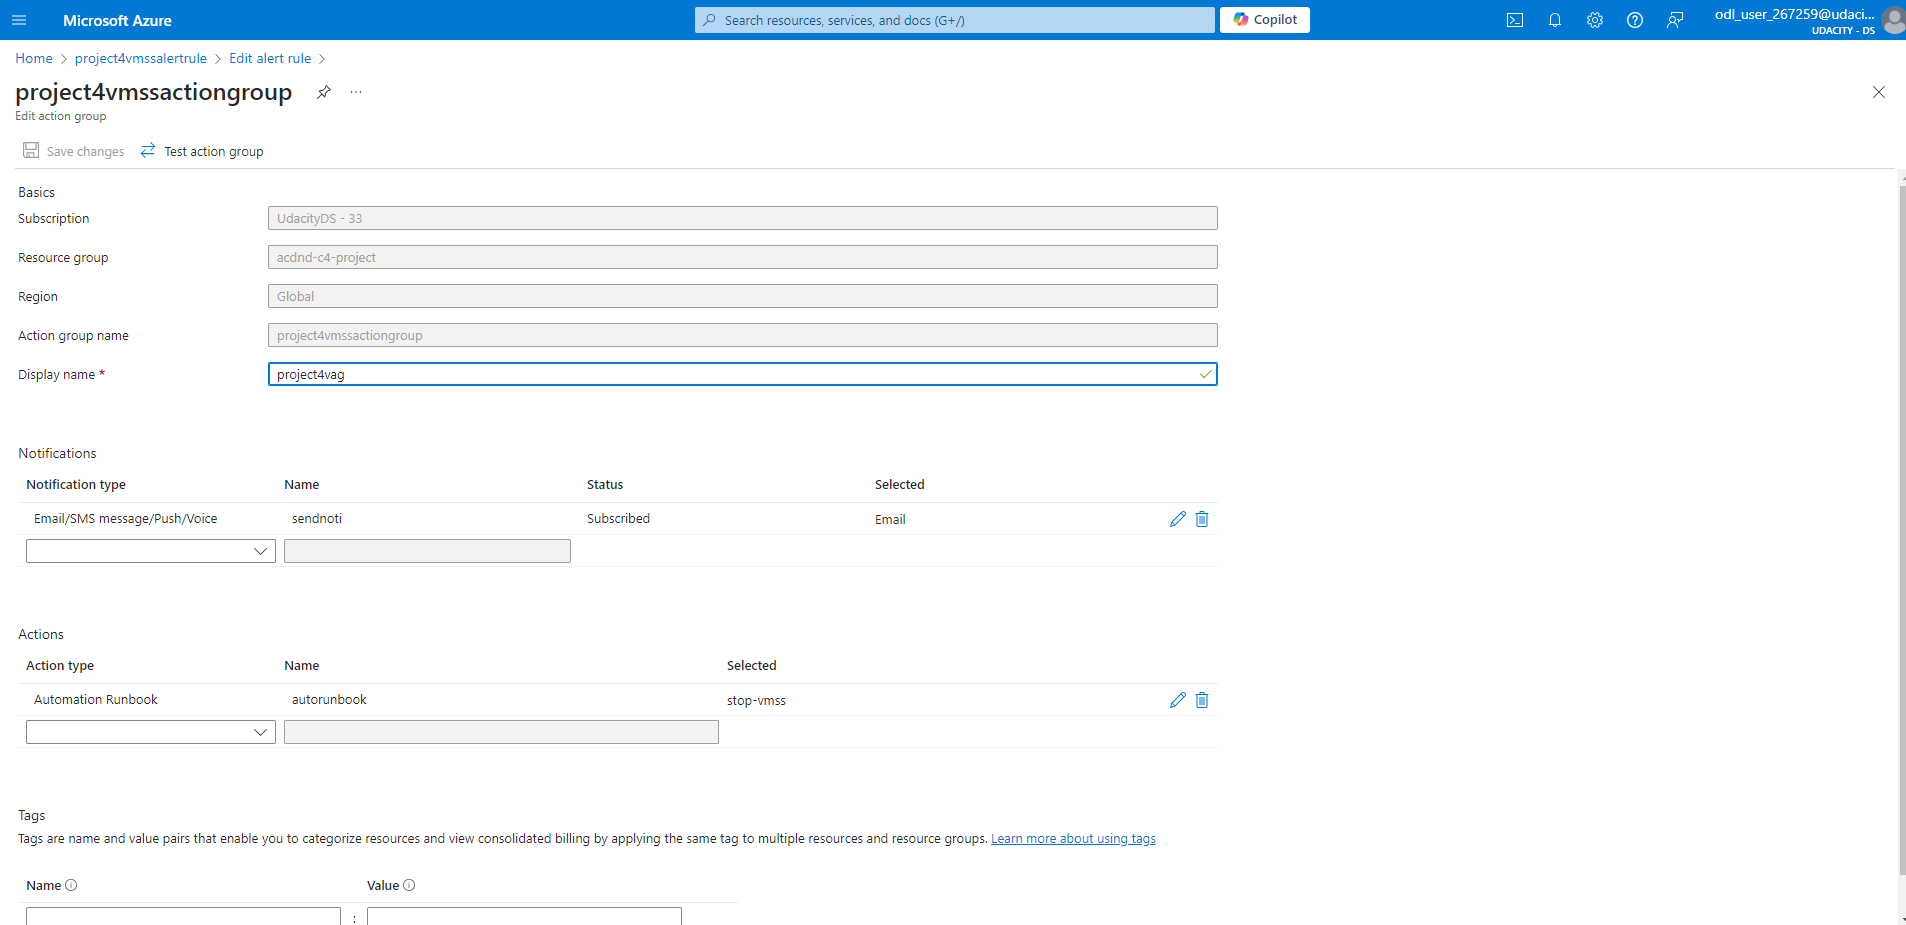 Microsoft Azure
Search resources, services, and docs (G+/)
Copilot
odl_user_267259@udaci...
UDACITY - DS
Home > project4vmssalertrule > Edit alert rule >
project4vmssactiongroup
Edit action group
Save changes
Test action group
Basics
Subscription
UdacityDS - 33
Resource group
acdnd-c4-project
Region
Global
Action group name
project4vmssactiongroup
Display name *
project4vag
Notifications
Notification type Name Status Selected
Email/SMS message/Push/Voice sendnoti Subscribed Email
Actions
Action type Name Selected
Automation Runbook autorunbook stop-vmss
Tags
Tags are name and value pairs that enable you to categorize resources and view consolidated billing by applying the same tag to multiple resources and resource groups. Learn more about using tags
Name Value
: